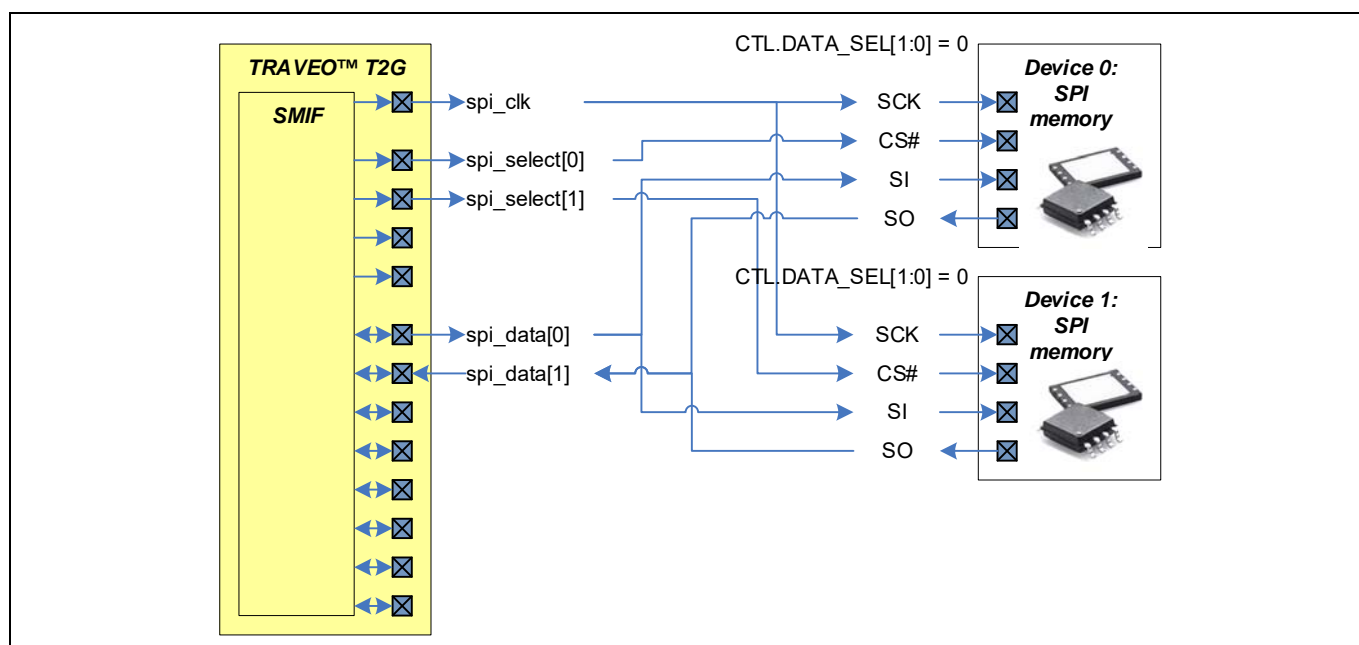 TRAVEO™ T2G
SMIF
spi_clk
spi_select[0]
spi_select[1]
spi_data[0]
spi_data[1]
CTL.DATA_SEL[1:0] = 0
SCK
CS#
SI
SO
Device 0:
SPI
memory
CTL.DATA_SEL[1:0] = 0
SCK
CS#
SI
SO
Device 1:
SPI
memory